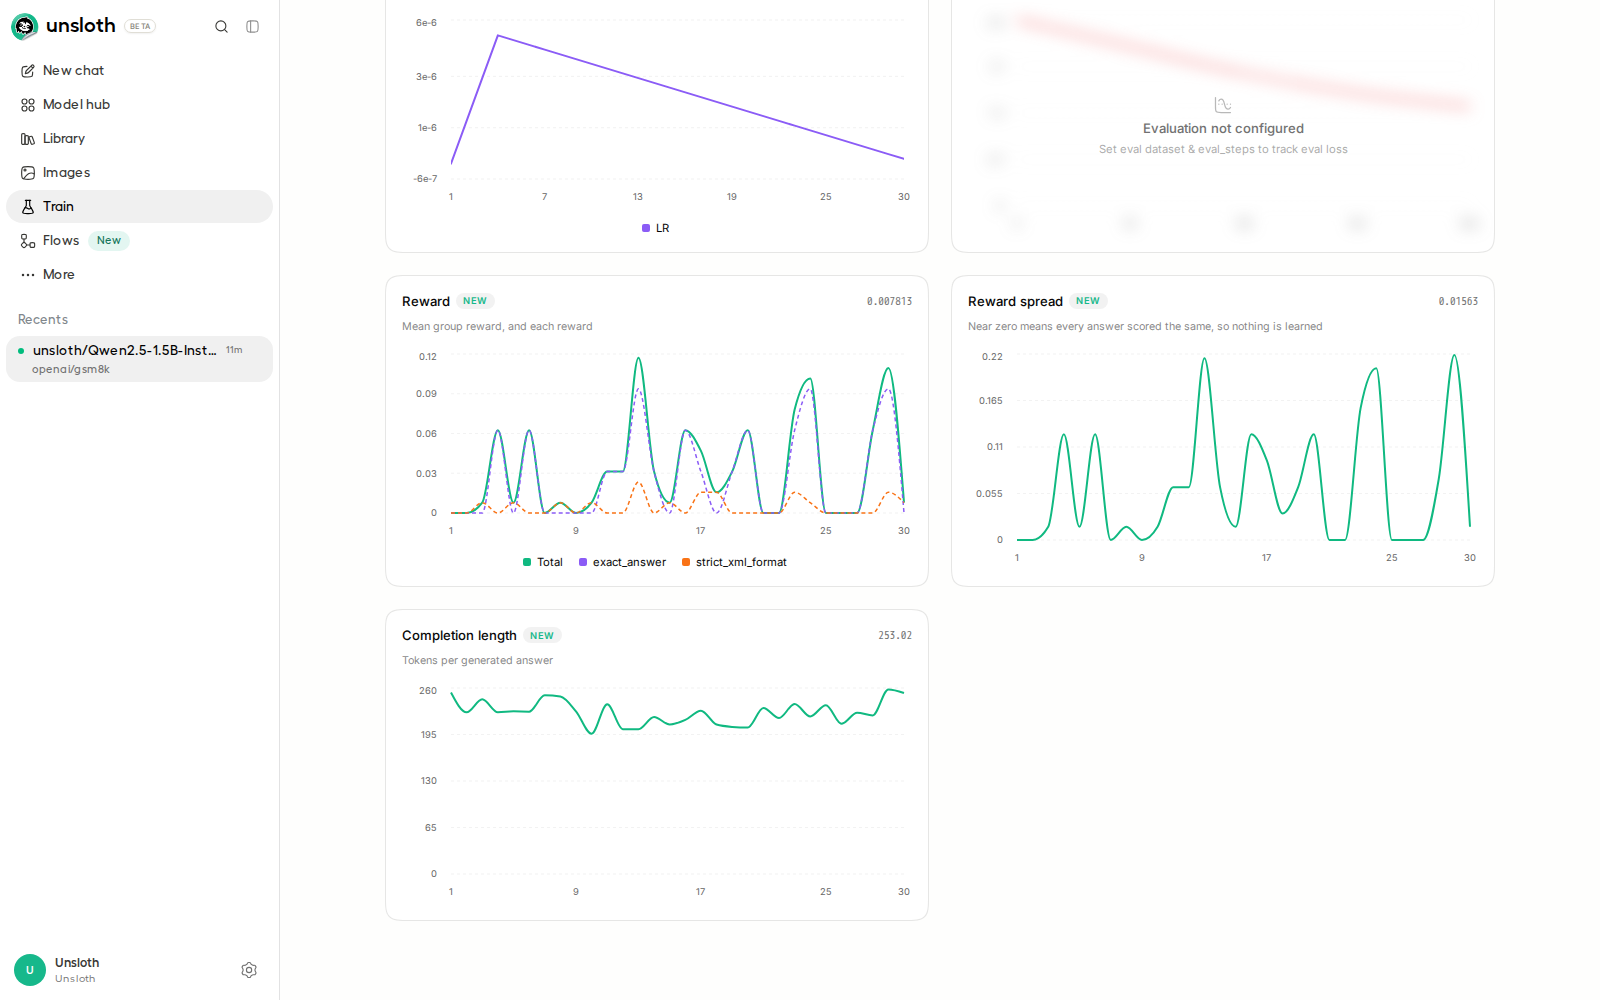 unsloth BETA
New chat
Model hub
Library
Images
Train
Flows New
More
Recents
unsloth/Qwen2.5-1.5B-Inst... 11m
openai/gsm8k
Unsloth
Unsloth
U
6e-6
3e-6
1e-6
-6e-7
1 7 13 19 25 30
LR
Evaluation not configured
Set eval dataset & eval_steps to track eval loss
Reward NEW 0.007813
Mean group reward, and each reward
0.12
0.09
0.06
0.03
0
1 9 17 25 30
Total exact_answer strict_xml_format
Reward spread NEW 0.01563
Near zero means every answer scored the same, so nothing is learned
0.22
0.165
0.11
0.055
0
1 9 17 25 30
Completion length NEW 253.02
Tokens per generated answer
260
195
130
65
0
1 9 17 25 30